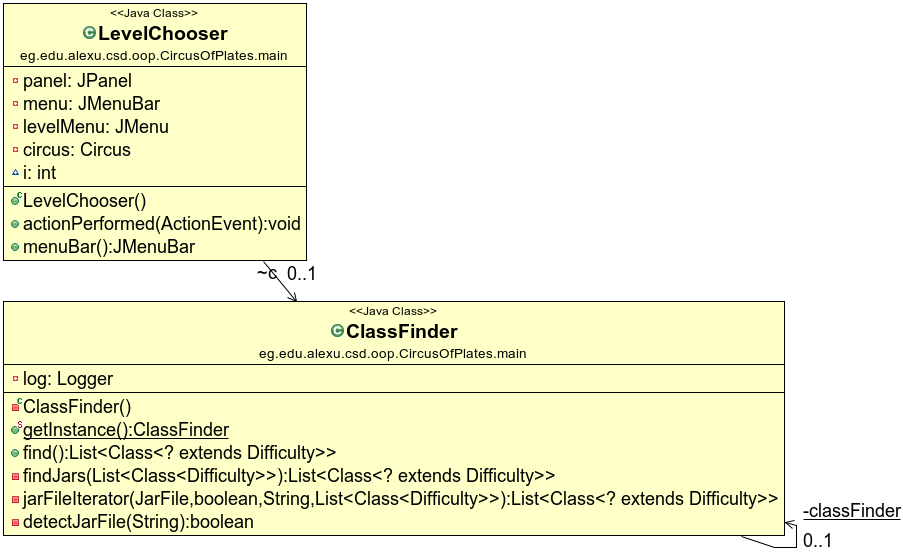 <<Java Class>>
LevelChooser
eg.edu.alexu.csd.oop.CircusOfPlates.main
panel: JPanel
menu: JMenuBar
levelMenu: JMenu
circus: Circus
i: int
LevelChooser()
actionPerformed(ActionEvent):void
menuBar():JMenuBar
~c 0..1
<<Java Class>>
ClassFinder
eg.edu.alexu.csd.oop.CircusOfPlates.main
log: Logger
ClassFinder()
getInstance():ClassFinder
find():List<Class<? extends Difficulty>>
findJars(List<Class<Difficulty>>):List<Class<? extends Difficulty>>
jarFileIterator(JarFile,boolean,String,List<Class<Difficulty>>):List<Class<? extends Difficulty>>
detectJarFile(String):boolean
-classFinder
0..1